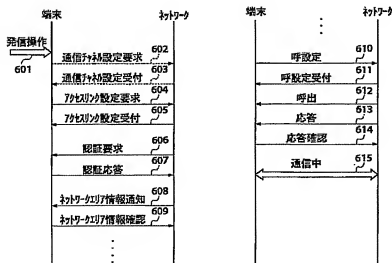 端末
ネットワーク
発信操作
601
通信チャネル設定要求
602
通信チャネル設定受付
603
アクセスリンク設定要求
604
アクセスリンク設定受付
605
認証要求
606
認証応答
607
ネットワークエリア情報通知
608
ネットワークエリア情報確認
609
端末
ネットワーク
呼設定
610
呼設定受付
611
呼出
612
応答
613
応答確認
614
通信中
615